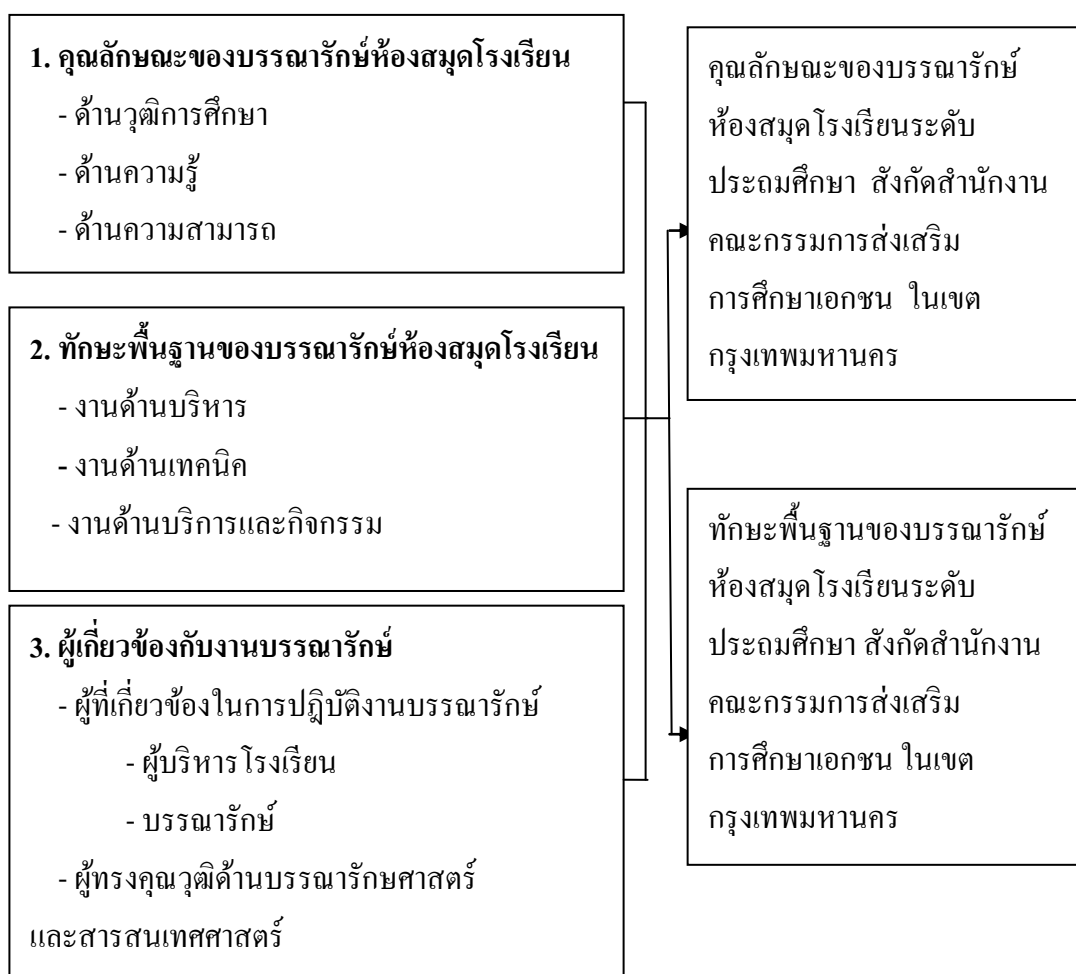 1. คุณลักษณะของบรรณารักษ์ห้องสมุดโรงเรียน
- ด้านวุฒิการศึกษา
- ด้านความรู้
- ด้านความสามารถ
2. ทักษะพื้นฐานของบรรณารักษ์ห้องสมุดโรงเรียน
- งานด้านบริหาร
- งานด้านเทคนิค
- งานด้านบริการและกิจกรรม
3. ผู้เกี่ยวข้องกับงานบรรณารักษ์
- ผู้ที่เกี่ยวข้องในการปฎิบัติงานบรรณารักษ์
- ผู้บริหารโรงเรียน
- บรรณารักษ์
- ผู้ทรงคุณวุฒิด้านบรรณารักษศาสตร์
และสารสนเทศศาสตร์
คุณลักษณะของบรรณารักษ์
ห้องสมุดโรงเรียนระดับ
ประถมศึกษา สังกัดสำนักงาน
คณะกรรมการส่งเสริม
การศึกษาเอกชน ในเขต
กรุงเทพมหานคร
ทักษะพื้นฐานของบรรณารักษ์
ห้องสมุดโรงเรียนระดับ
ประถมศึกษา สังกัดสำนักงาน
คณะกรรมการส่งเสริม
การศึกษาเอกชน ในเขต
กรุงเทพมหานคร